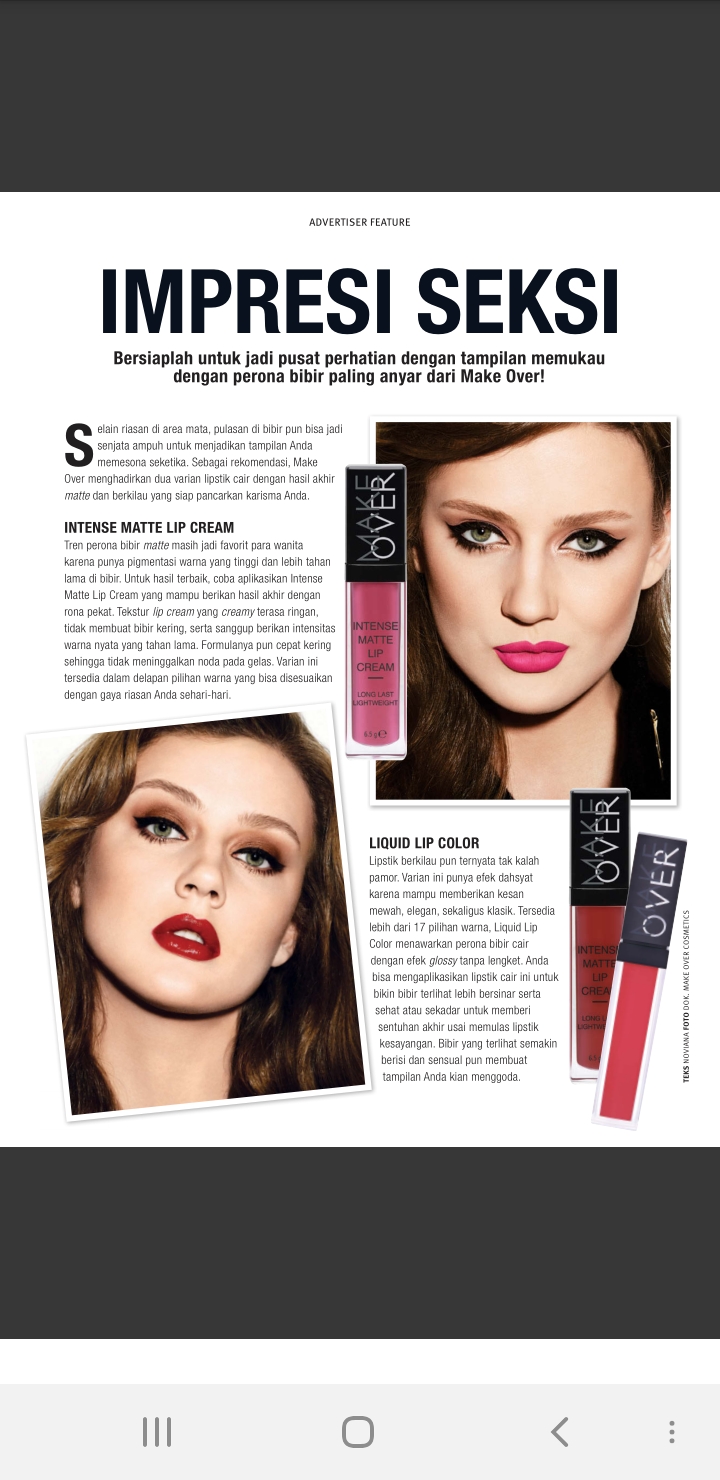 ADVERTISER FEATURE
IMPRESI SEKSI
Bersiaplah untuk jadi pusat perhatian dengan tampilan memukau
dengan perona bibir paling anyar dari Make Over!
Selain riasan di area mata, pulasan di bibir pun bisa jadi
senjata ampuh untuk menjadikan tampilan Anda
memesona seketika. Sebagai rekomendasi, Make
Over menghadirkan dua varian lipstik cair dengan hasil akhir
matte dan berkilau yang siap pancarkan karisma Anda.
INTENSE MATTE LIP CREAM
Tren perona bibir matte masih jadi favorit para wanita
karena punya pigmentasi warna yang tinggi dan lebih tahan
lama di bibir. Untuk hasil terbaik, coba aplikasikan Intense
Matte Lip Cream yang mampu berikan hasil akhir dengan
rona pekat. Tekstur lip cream yang creamy terasa ringan,
tidak membuat bibir kering, serta sanggup berikan intensitas
warna nyata yang tahan lama. Formulanya pun cepat kering
sehingga tidak meninggalkan noda pada gelas. Varian ini
tersedia dalam delapan pilihan warna yang bisa disesuaikan
dengan gaya riasan Anda sehari-hari.
MAKE
OVER
INTENSE
MATTE
LIP
CREAM
LONG LAST
LIGHTWEIGHT
6.5 g e
LIQUID LIP COLOR
Lipstik berkilau pun ternyata tak kalah
pamor. Varian ini punya efek dahsyat
karena mampu memberikan kesan
mewah, elegan, sekaligus klasik. Tersedia
lebih dari 17 pilihan warna, Liquid Lip
Color menawarkan perona bibir cair
dengan efek glossy tanpa lengket. Anda
bisa mengaplikasikan lipstik cair ini untuk
bikin bibir terlihat lebih bersinar serta
sehat atau sekadar untuk memberi
sentuhan akhir usai memulas lipstik
kesayangan. Bibir yang terlihat semakin
berisi dan sensual pun membuat
tampilan Anda kian menggoda.
MAKE
OVER
INTENSE
MATTE
LIP
CREA
LONG L
LIGHTWE
6.5
MAKE
OVER
TEKS NOVIANA FOTO DOK. MAKE OVER COSMETICS